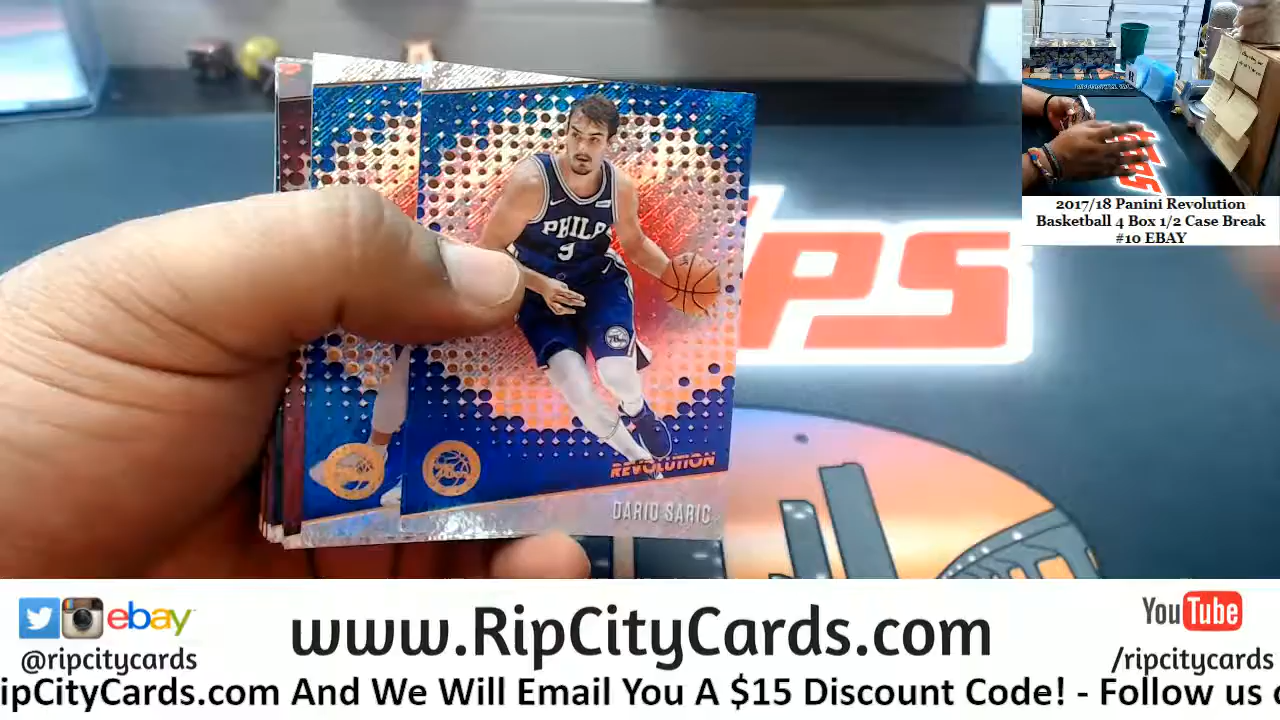 PHILA
9
REVOLUTION
DARIO SARIC
PS
2017/18 Panini Revolution
Basketball 4 Box 1/2 Case Break
#10 EBAY
ebay
@ripcitycards
www.RipCityCards.com
YouTube
/ripcitycards
ipCityCards.com And We Will Email You A $15 Discount Code! - Follow us